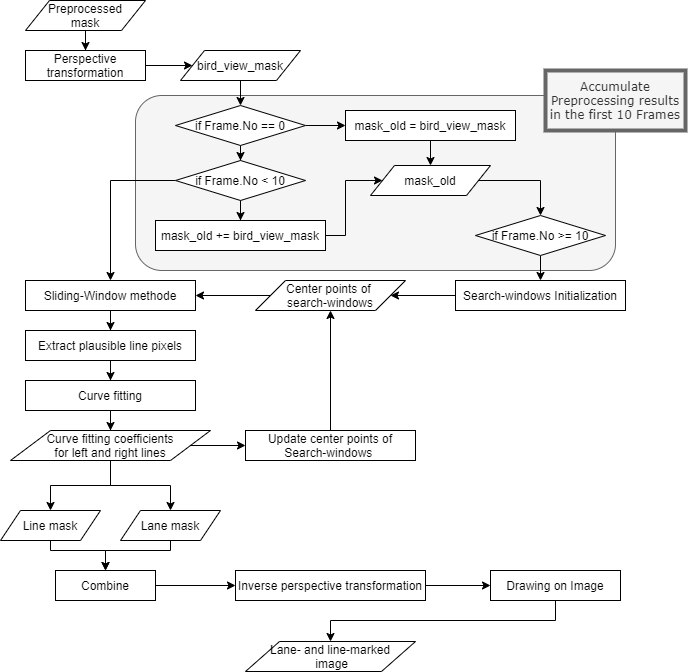 Preprocessed
mask
Perspective
transformation
bird_view_mask
Accumulate
Preprocessing results
in the first 10 Frames
if Frame.No == 0
mask_old = bird_view_mask
if Frame.No < 10
mask_old
mask_old += bird_view_mask
if Frame.No >= 10
Sliding-Window methode
Center points of
search-windows
Search-windows Initialization
Extract plausible line pixels
Curve fitting
Curve fitting coefficients
for left and right lines
Update center points of
Search-windows
Line mask
Lane mask
Combine
Inverse perspective transformation
Drawing on Image
Lane- and line-marked
image